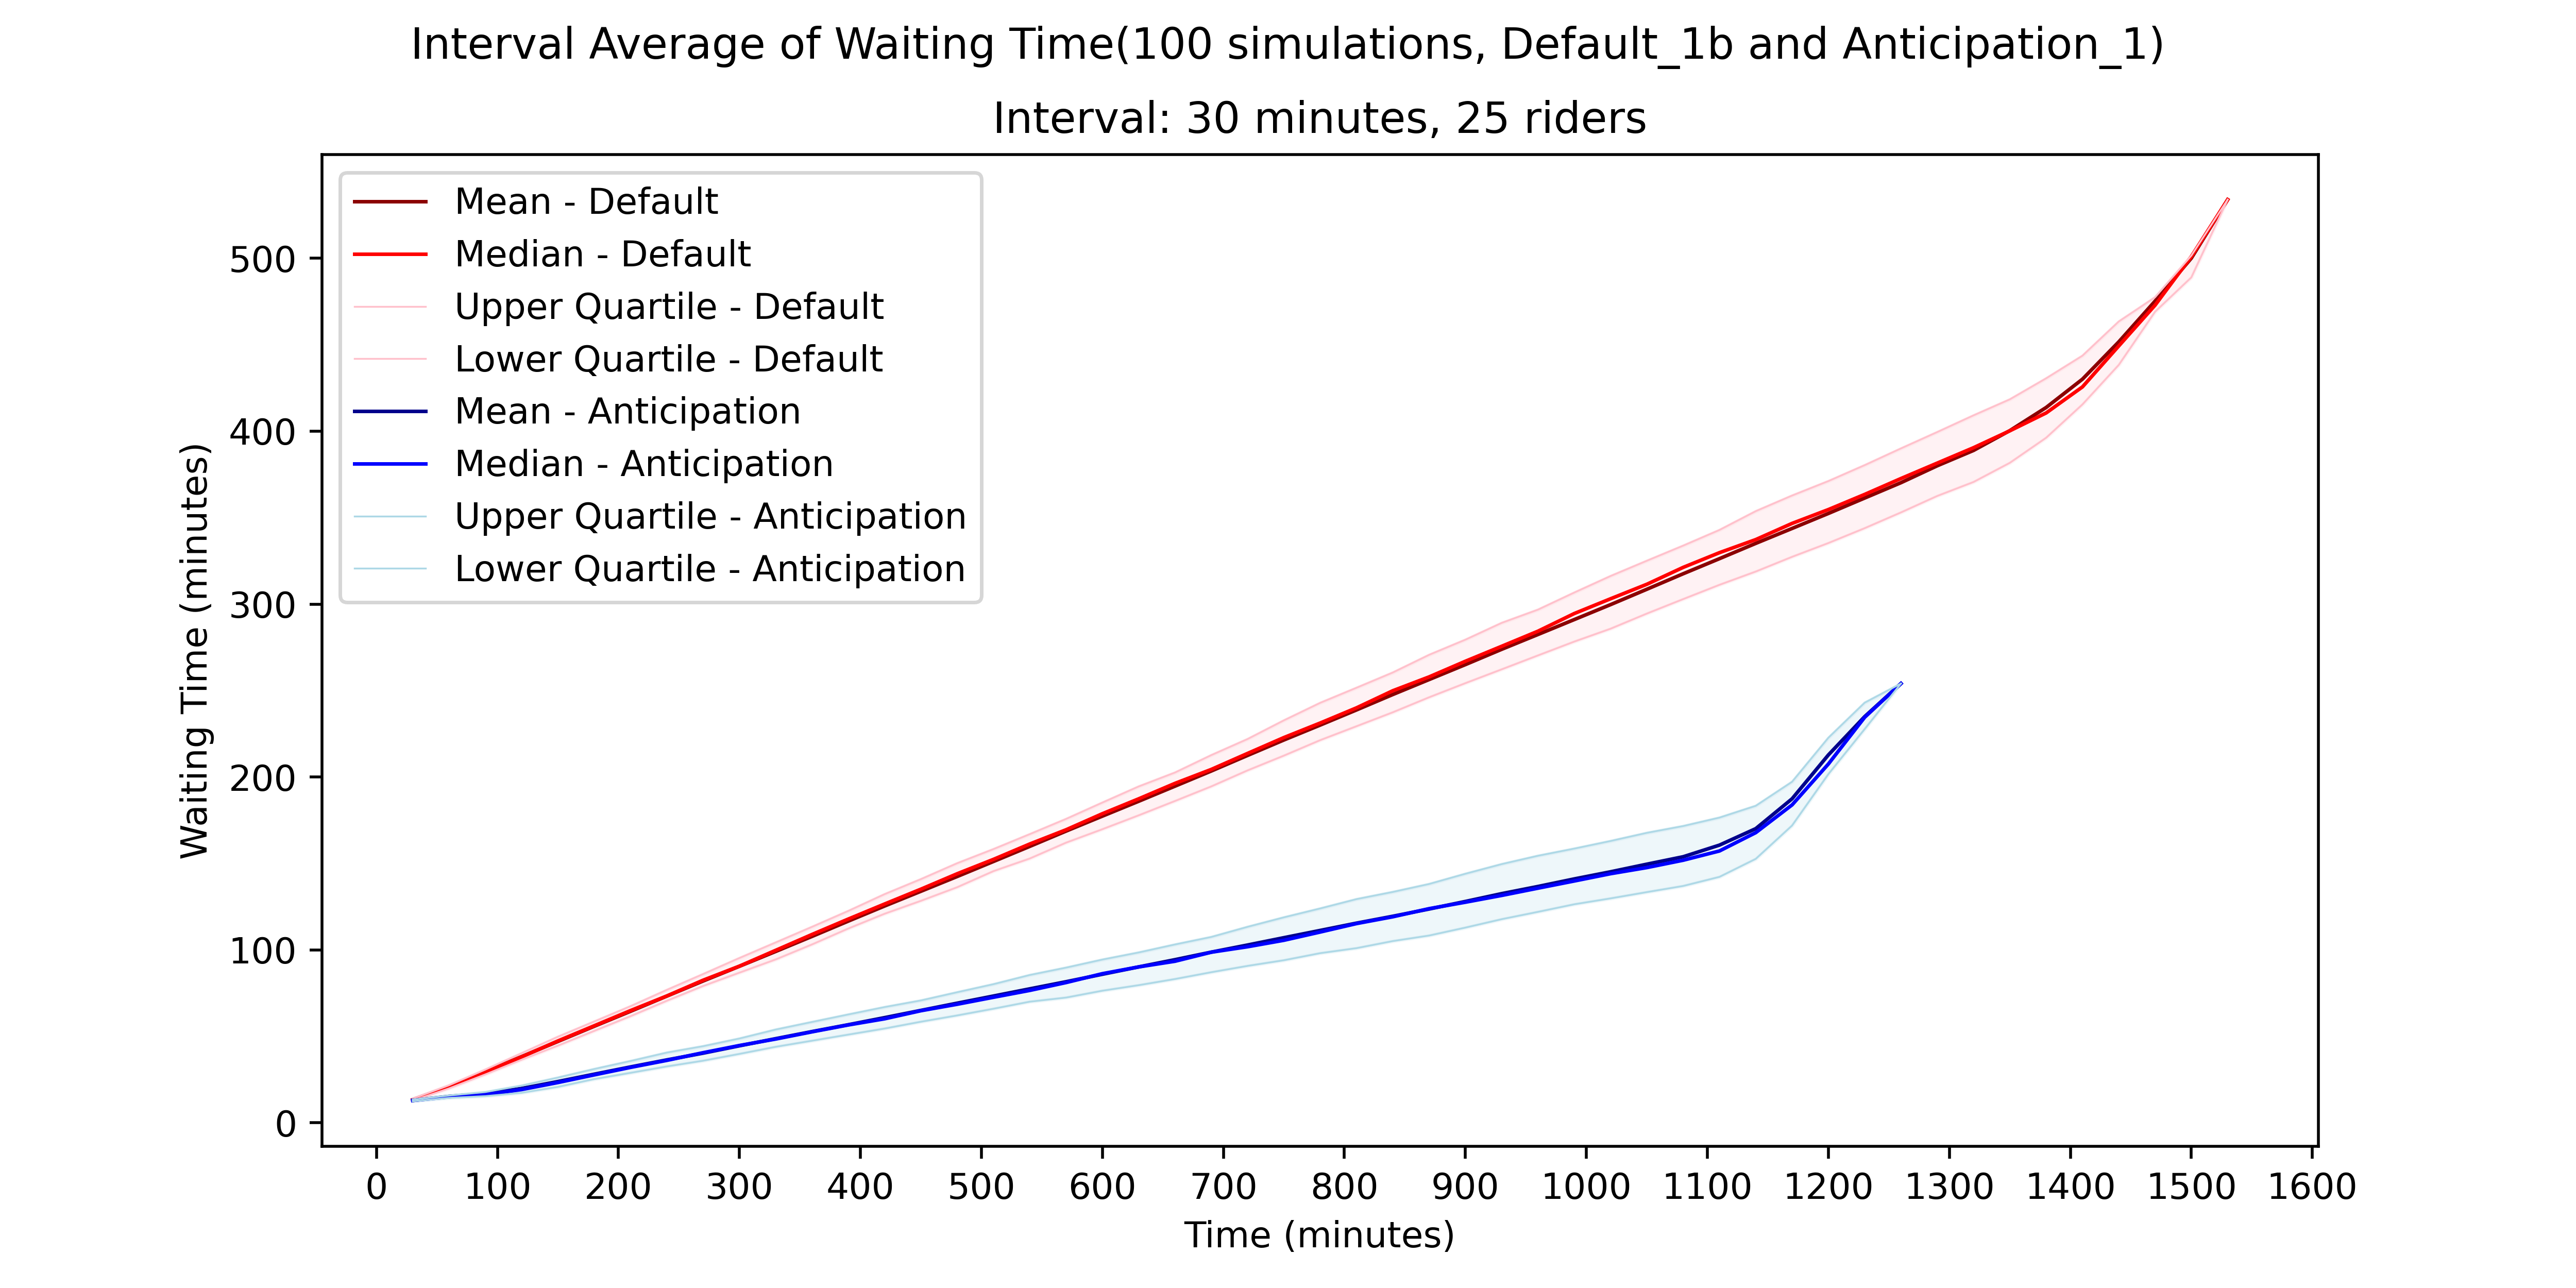 Interval Average of Waiting Time(100 simulations, Default_1b and Anticipation_1)
Interval: 30 minutes, 25 riders
Mean - Default
Median - Default
Upper Quartile - Default
Lower Quartile - Default
Mean - Anticipation
Median - Anticipation
Upper Quartile - Anticipation
Lower Quartile - Anticipation
Waiting Time (minutes)
500
400
300
200
100
0
0 100 200 300 400 500 600 700 800 900 1000 1100 1200 1300 1400 1500 1600
Time (minutes)